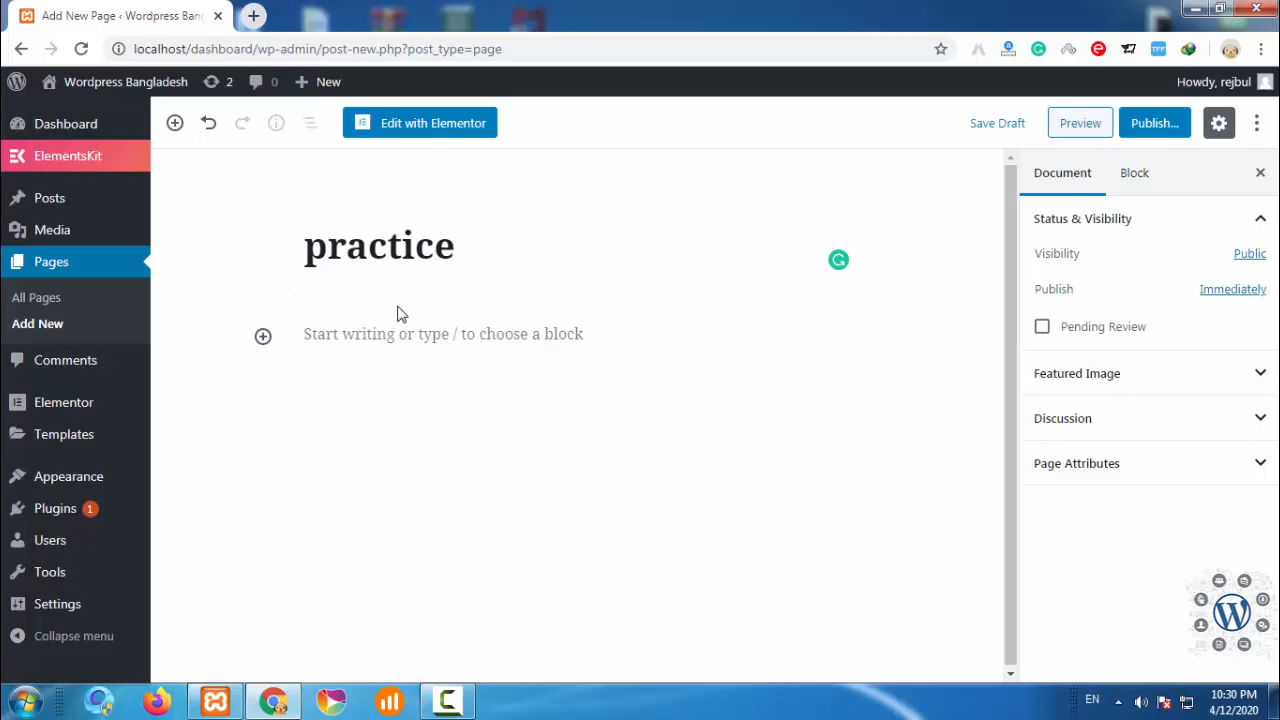 Add New Page ‹ Wordpress Bang
localhost/dashboard/wp-admin/post-new.php?post_type=page
Wordpress Bangladesh 2 0 New Howdy, rejbul
Dashboard
ElementsKit
Posts
Media
Pages
All Pages
Add New
Comments
Elementor
Templates
Appearance
Plugins 1
Users
Tools
Settings
Collapse menu
Edit with Elementor Save Draft Preview Publish...
practice
Start writing or type / to choose a block
Document Block
Status & Visibility
Visibility Public
Publish Immediately
Pending Review
Featured Image
Discussion
Page Attributes
EN 10:30 PM
4/12/2020